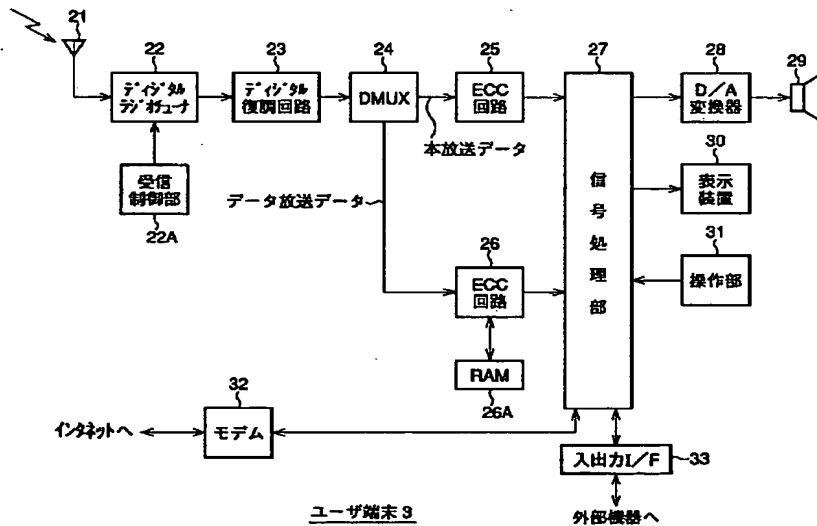 21
22
ディジタル
ラジオチューナ
23
ディジタル
復調回路
24
DMUX
25
ECC
回路
27
信号処理部
28
D/A
変換器
29
本放送データ
受信
制御部
22A
データ放送データ
30
表示
装置
26
ECC
回路
31
操作部
RAM
26A
32
モデム
インタネットへ
入出力I/F
33
ユーザ端末3
外部機器へ